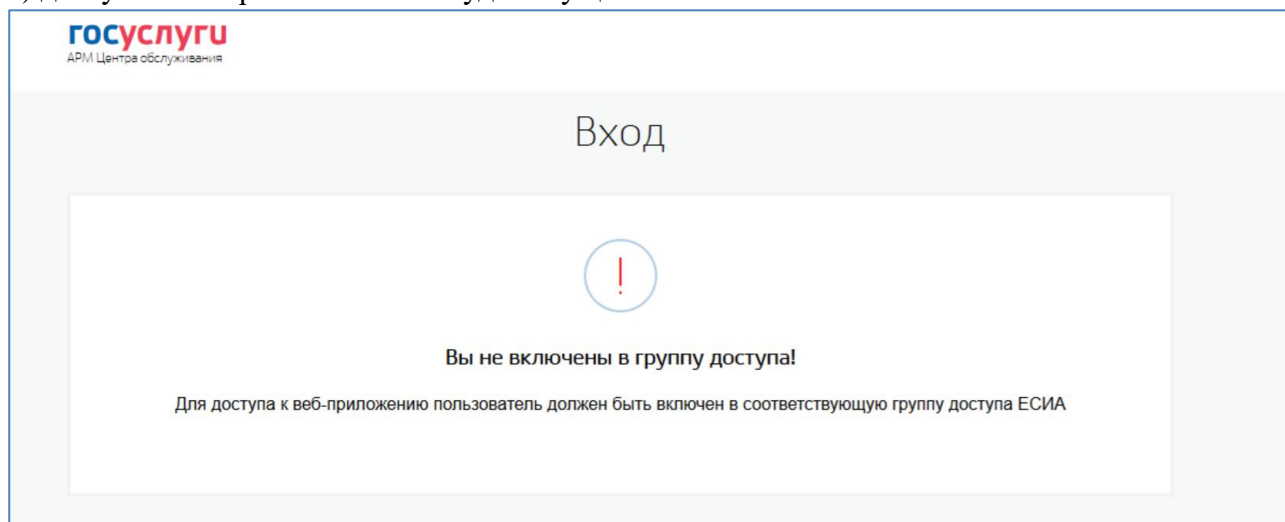 госуслуги
АРМ Центра обслуживания
Вход
!
Вы не включены в группу доступа!
Для доступа к веб-приложению пользователь должен быть включен в соответствующую группу доступа ЕСИА